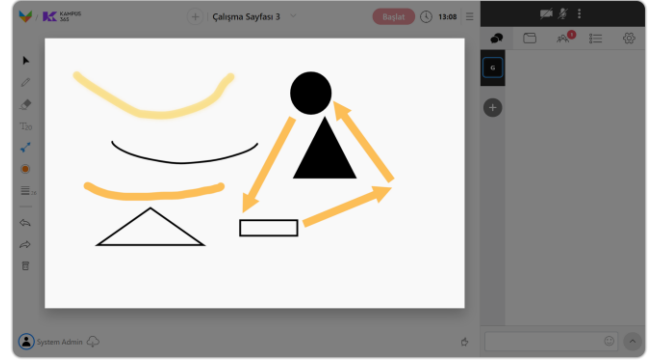 KAMPÜS
365
Çalışma Sayfası 3
Başlat
13:08
G
System Admin